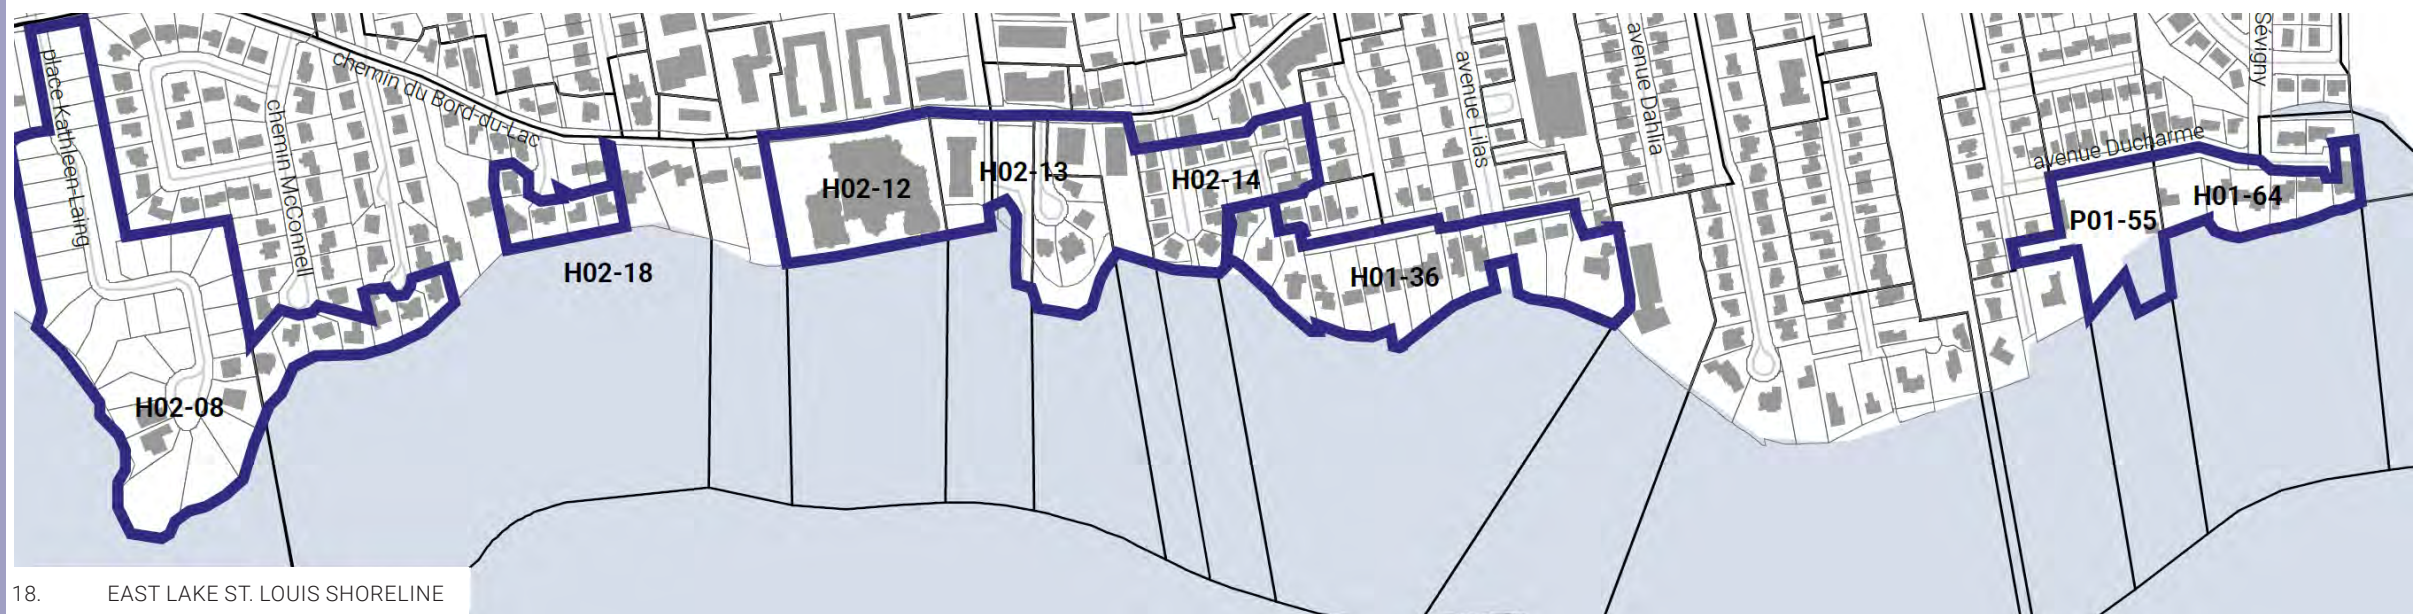 place Kathleen-Laing
chemin McConnell
chemin du Bord-du-Lac
avenue Lilas
avenue Dahlia
Sévigny
avenue Ducharme
H02-08
H02-18
H02-12
H02-13
H02-14
H01-36
P01-55
H01-64
18. EAST LAKE ST. LOUIS SHORELINE